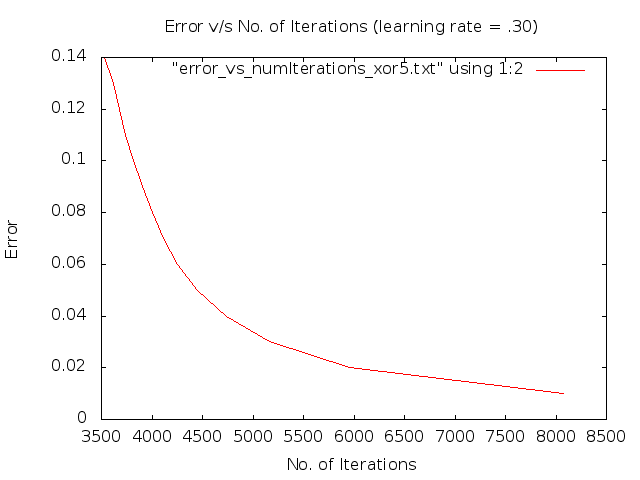 Error v/s No. of Iterations (learning rate = .30)
"error_vs_numIterations_xor5.txt" using 1:2
0.14
0.12
0.1
0.08
0.06
0.04
0.02
0
Error
3500 4000 4500 5000 5500 6000 6500 7000 7500 8000 8500
No. of Iterations